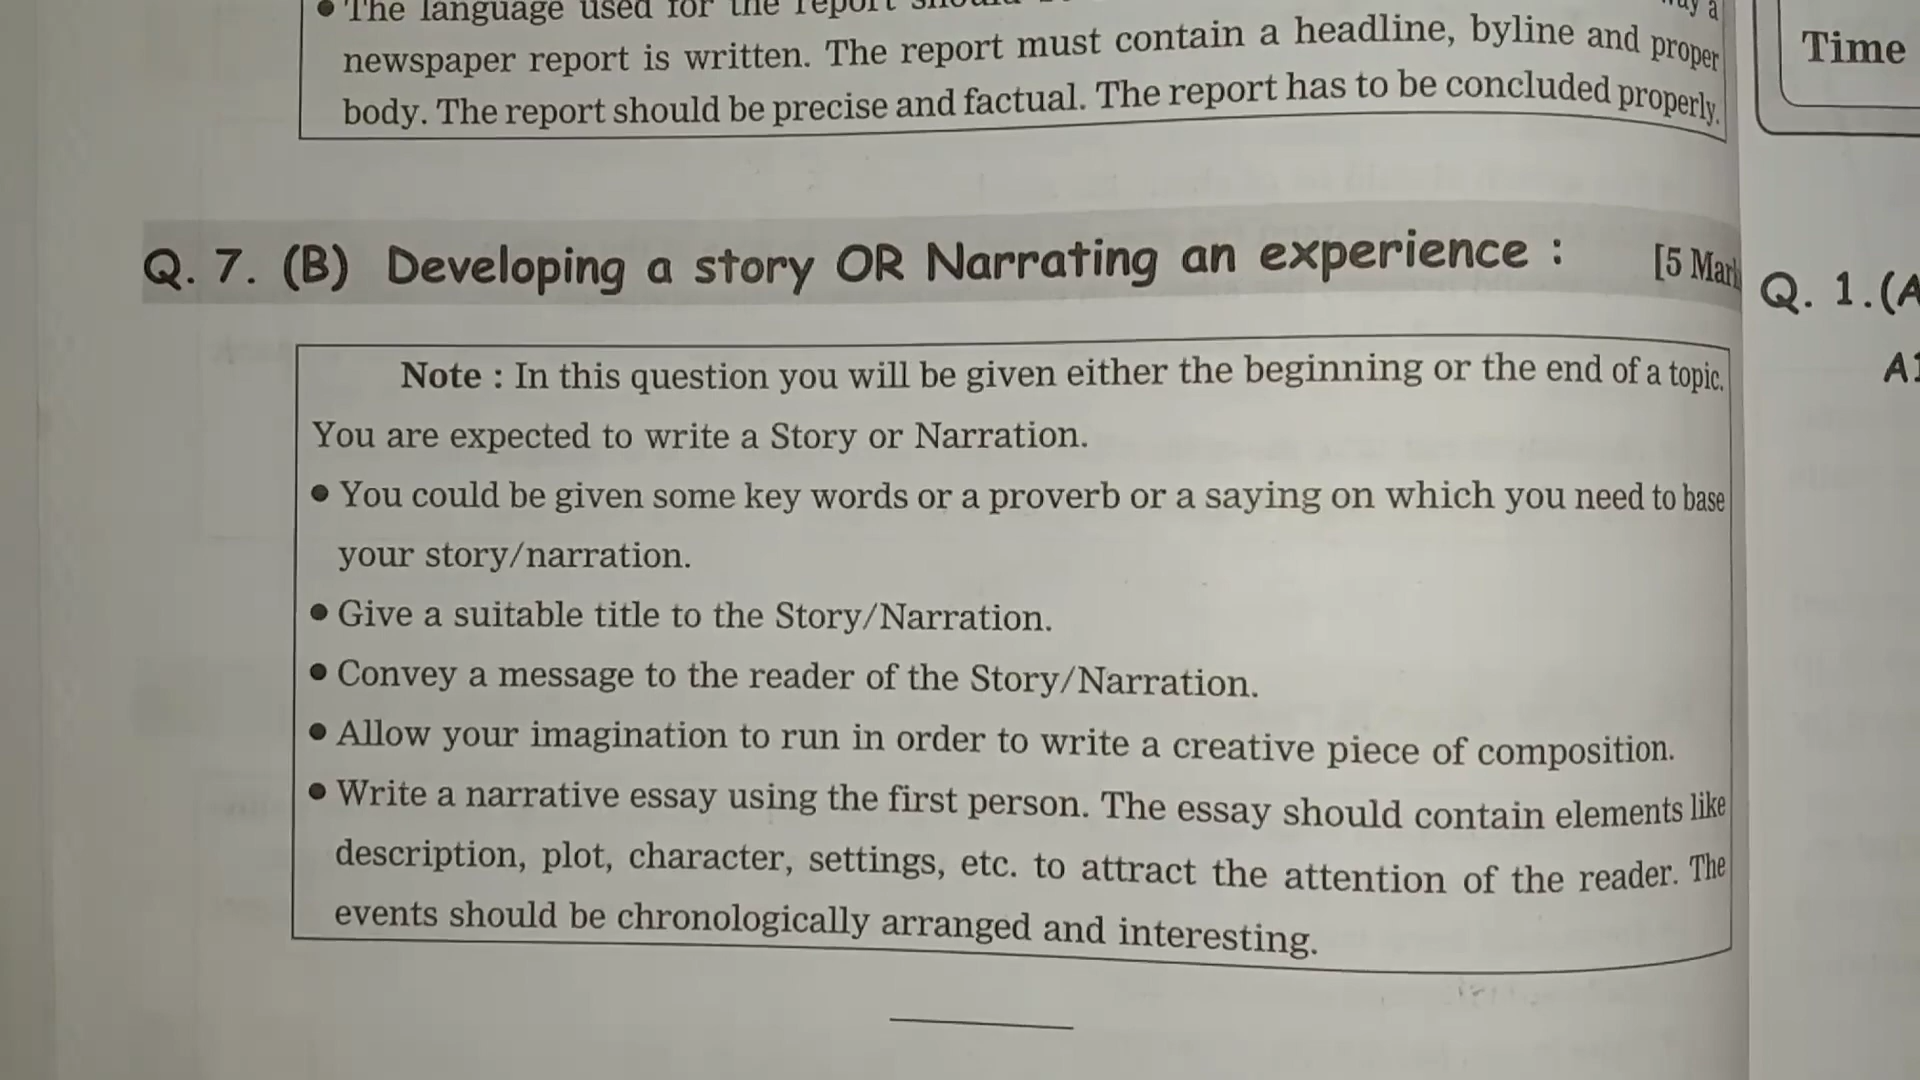 • The language used for the report
newspaper report is written. The report must contain a headline, byline and proper
body. The report should be precise and factual. The report has to be concluded properly.
Q. 7. (B) Developing a story OR Narrating an experience : [5
Note : In this question you will be given either the beginning or the end of a topic.
You are expected to write a Story or Narration.
• You could be given some key words or a proverb or a saying on which you need to base
your story/narration.
• Give a suitable title to the Story/Narration.
• Convey a message to the reader of the Story/Narration.
• Allow your imagination to run in order to write a creative piece of composition.
• Write a narrative essay using the first person. The essay should contain elements like
description, plot, character, settings, etc. to attract the attention of the reader. The
events should be chronologically arranged and interesting.
Time
Q. 1.(A
A1